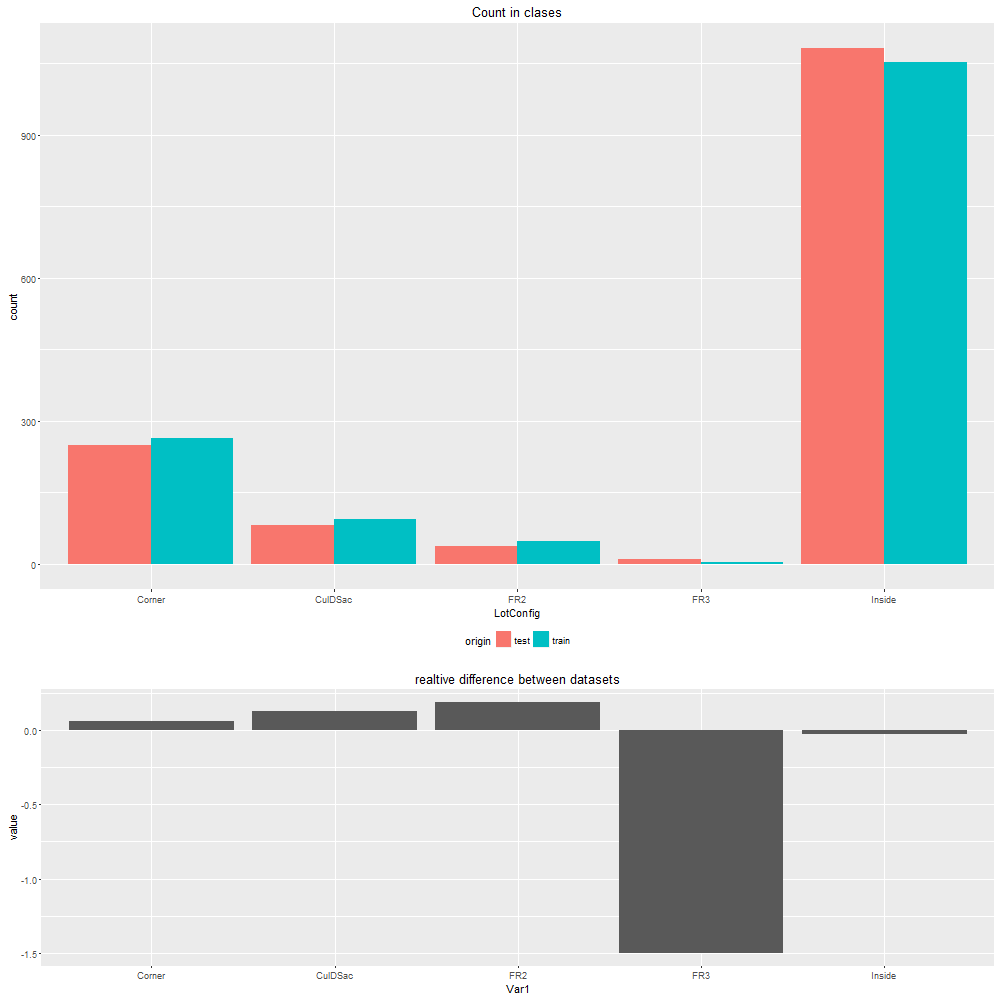 Count in clases
900
600
300
0
count
Corner CulDSac FR2 FR3 Inside
LotConfig
origin test train
realtive difference between datasets
0.0
-0.5
-1.0
-1.5
value
Corner CulDSac FR2 FR3 Inside
Var1